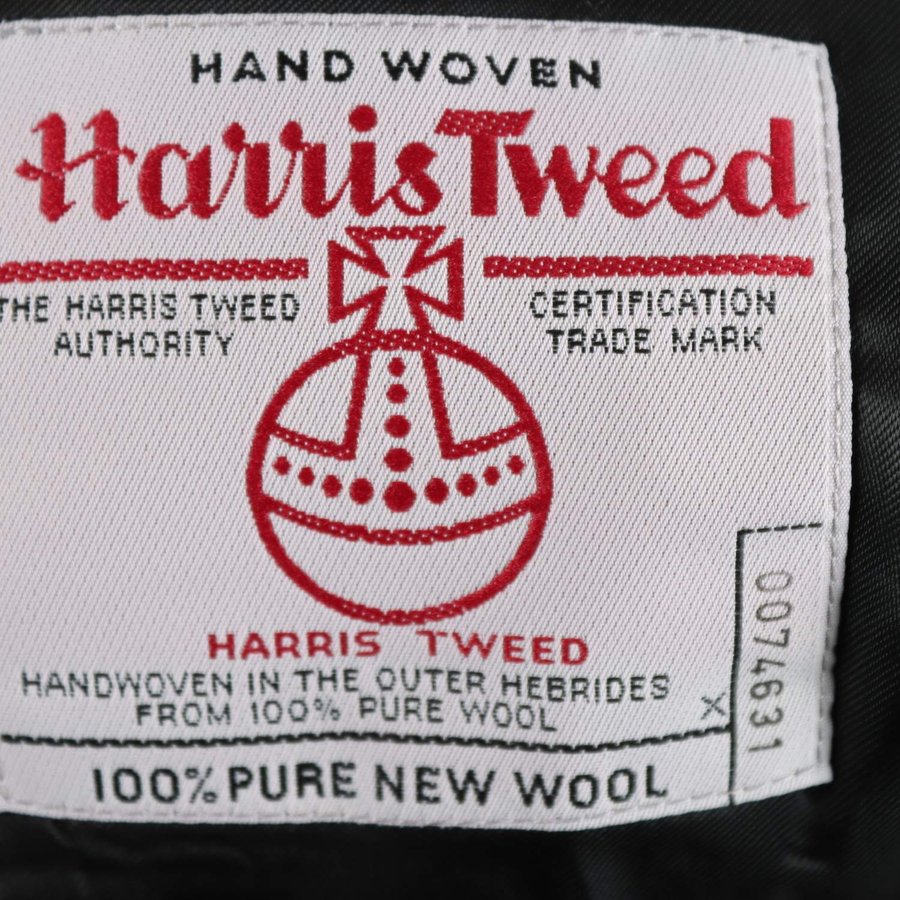 HAND WOVEN
Harris Tweed
THE HARRIS TWEED
AUTHORITY
CERTIFICATION
TRADE MARK
HARRIS TWEED
HANDWOVEN IN THE OUTER HEBRIDES
FROM 100% PURE WOOL
X
0074631
100% PURE NEW WOOL